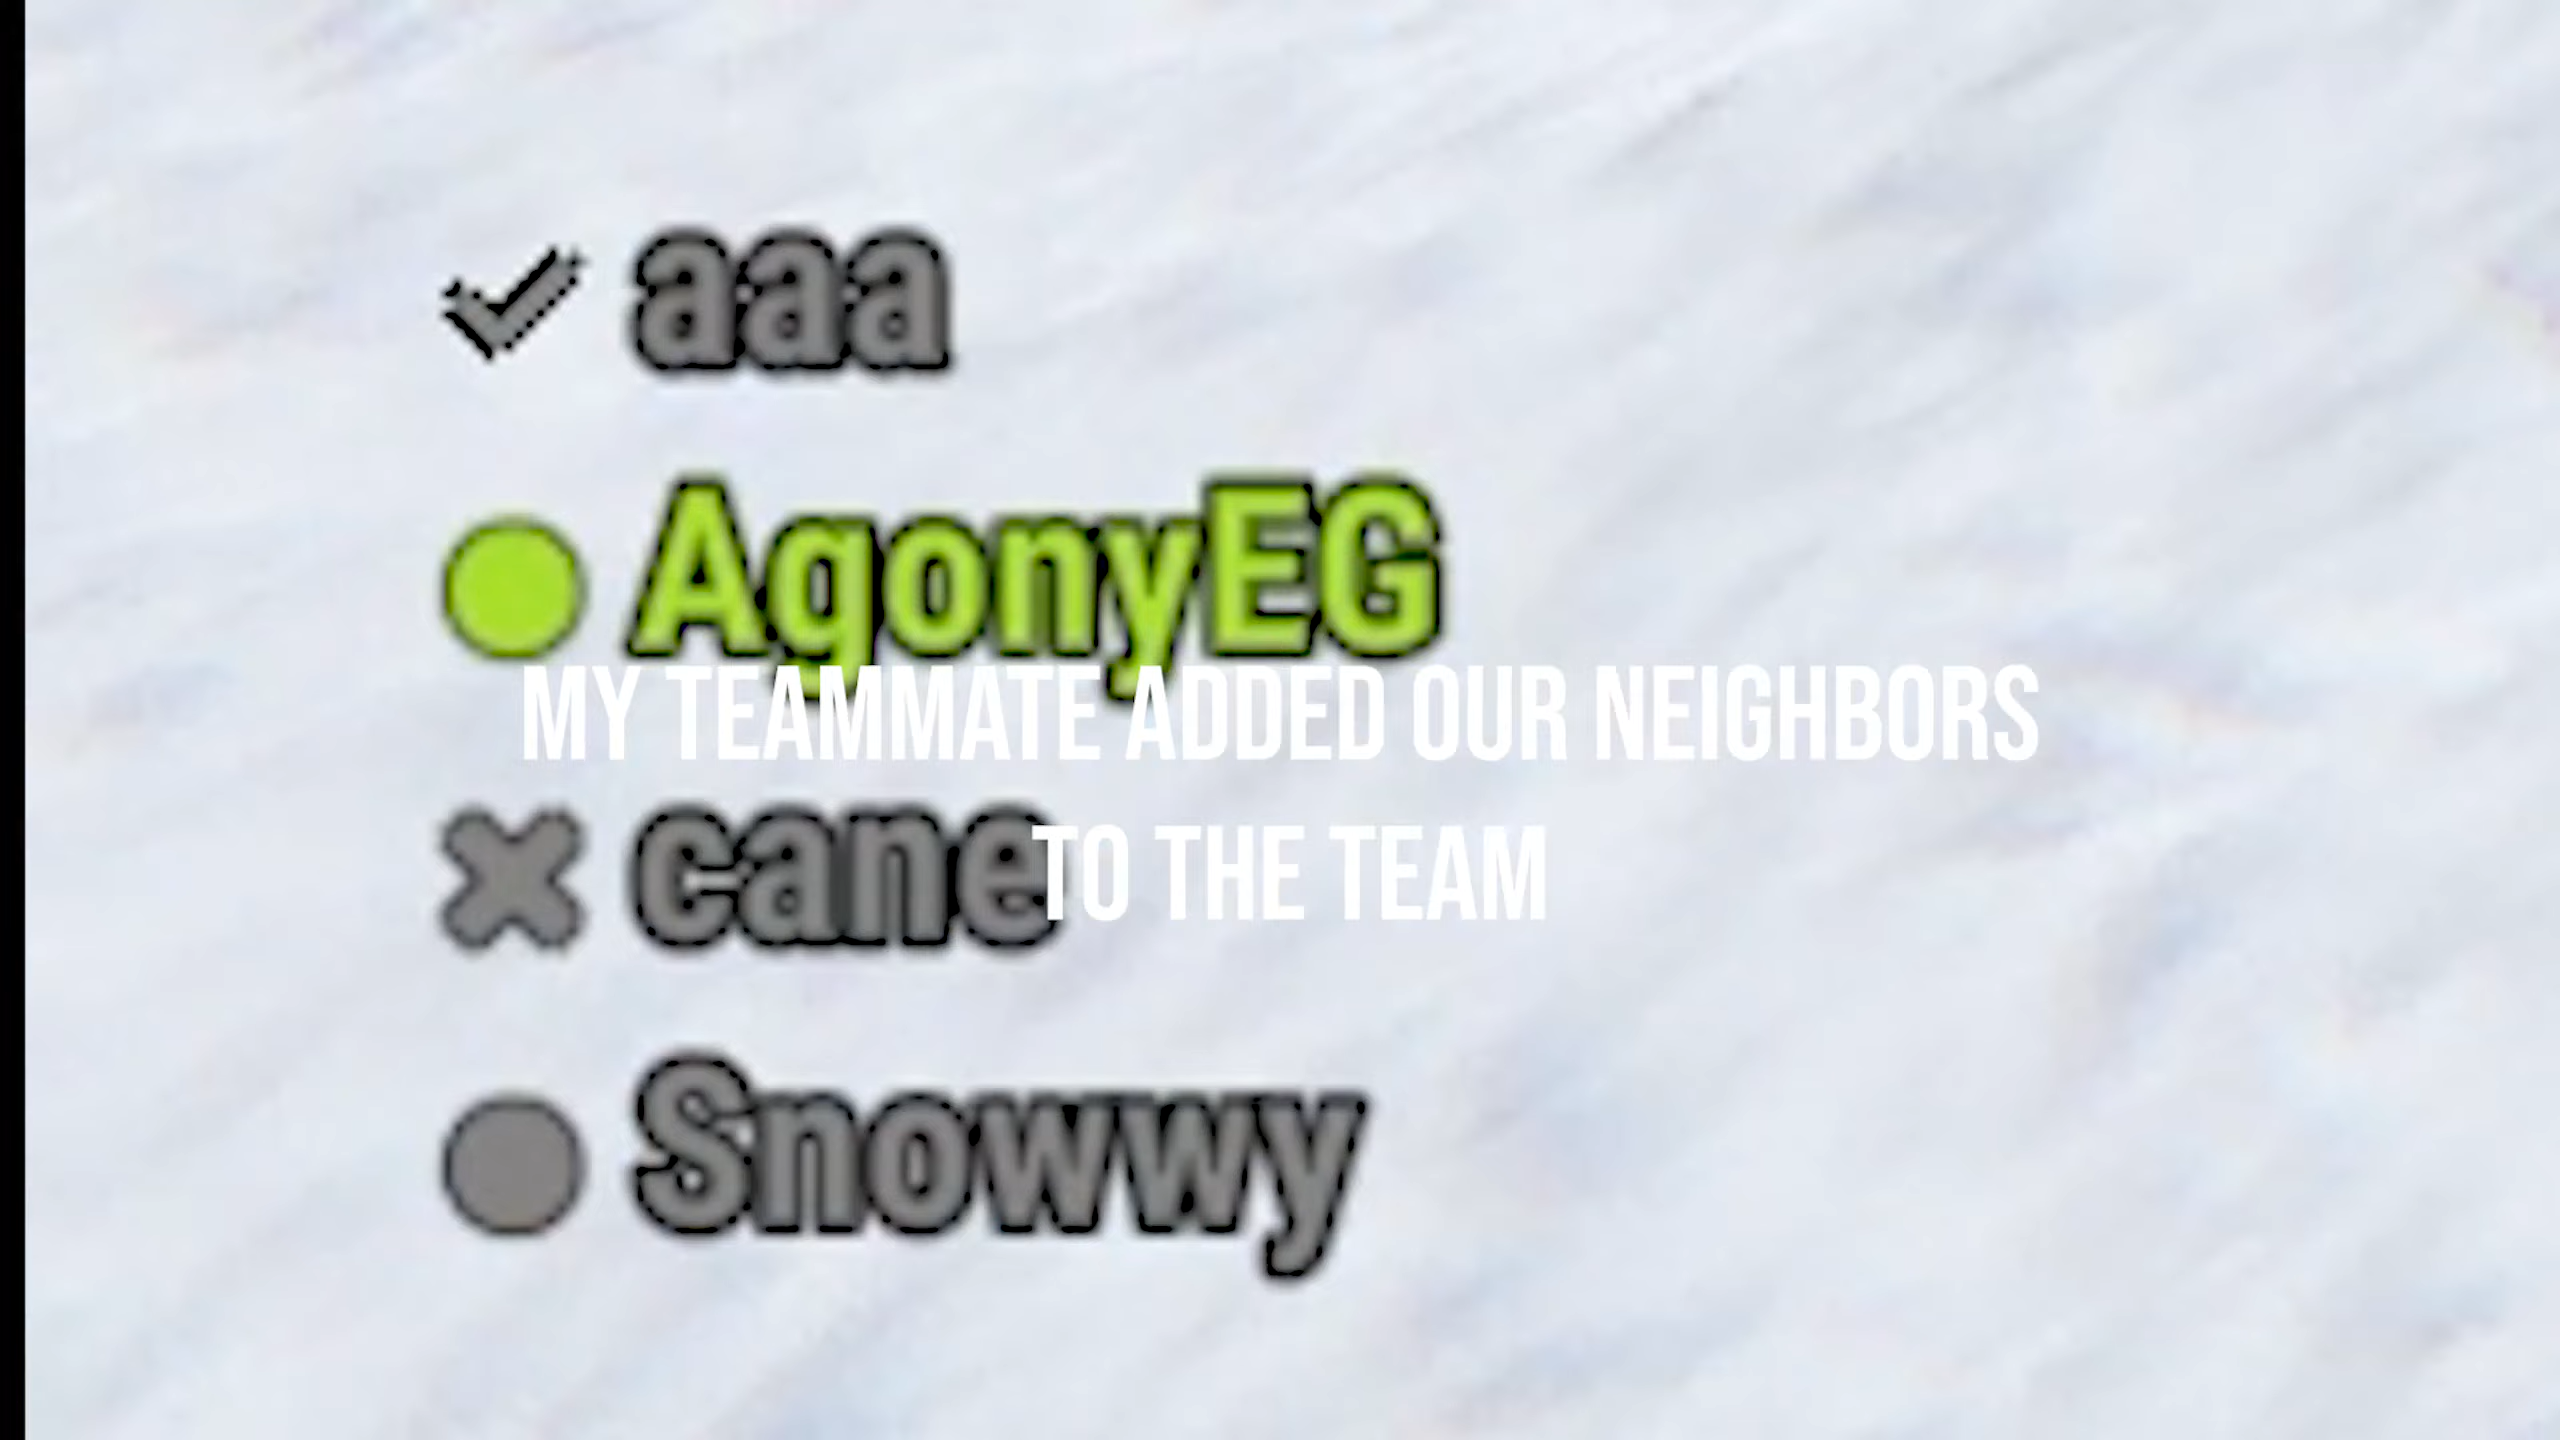 aaa
AgonyEG
MY TEAMMATE ADDED OUR NEIGHBORS
TO THE TEAM
cane
Snowwy